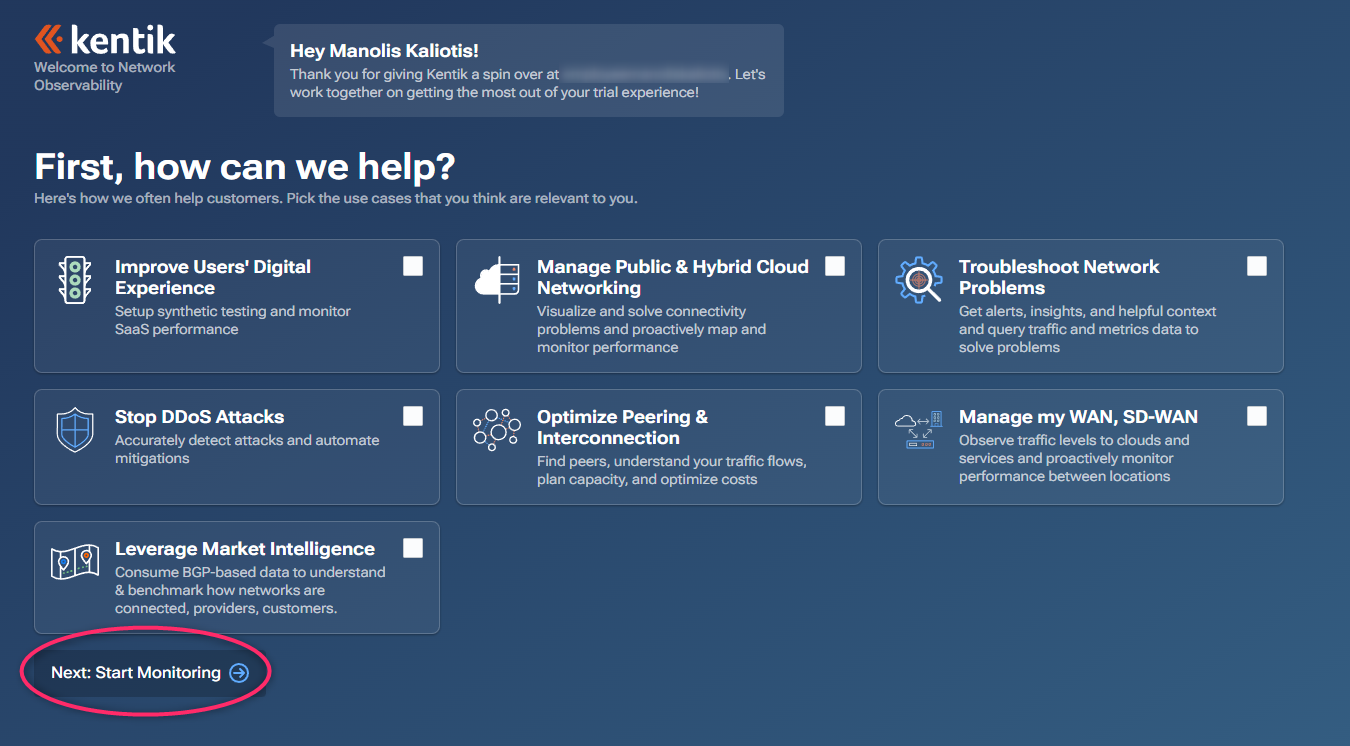 kentik
Welcome to Network
Observability
Hey Manolis Kaliotis!
Thank you for giving Kentik a spin over at . Let's
work together on getting the most out of your trial experience!
First, how can we help?
Here's how we often help customers. Pick the use cases that you think are relevant to you.
Improve Users' Digital
Experience
Setup synthetic testing and monitor
SaaS performance
Manage Public & Hybrid Cloud
Networking
Visualize and solve connectivity
problems and proactively map and
monitor performance
Troubleshoot Network
Problems
Get alerts, insights, and helpful context
and query traffic and metrics data to
solve problems
Stop DDoS Attacks
Accurately detect attacks and automate
mitigations
Optimize Peering &
Interconnection
Find peers, understand your traffic flows,
plan capacity, and optimize costs
Manage my WAN, SD-WAN
Observe traffic levels to clouds and
services and proactively monitor
performance between locations
Leverage Market Intelligence
Consume BGP-based data to understand
& benchmark how networks are
connected, providers, customers.
Next: Start Monitoring